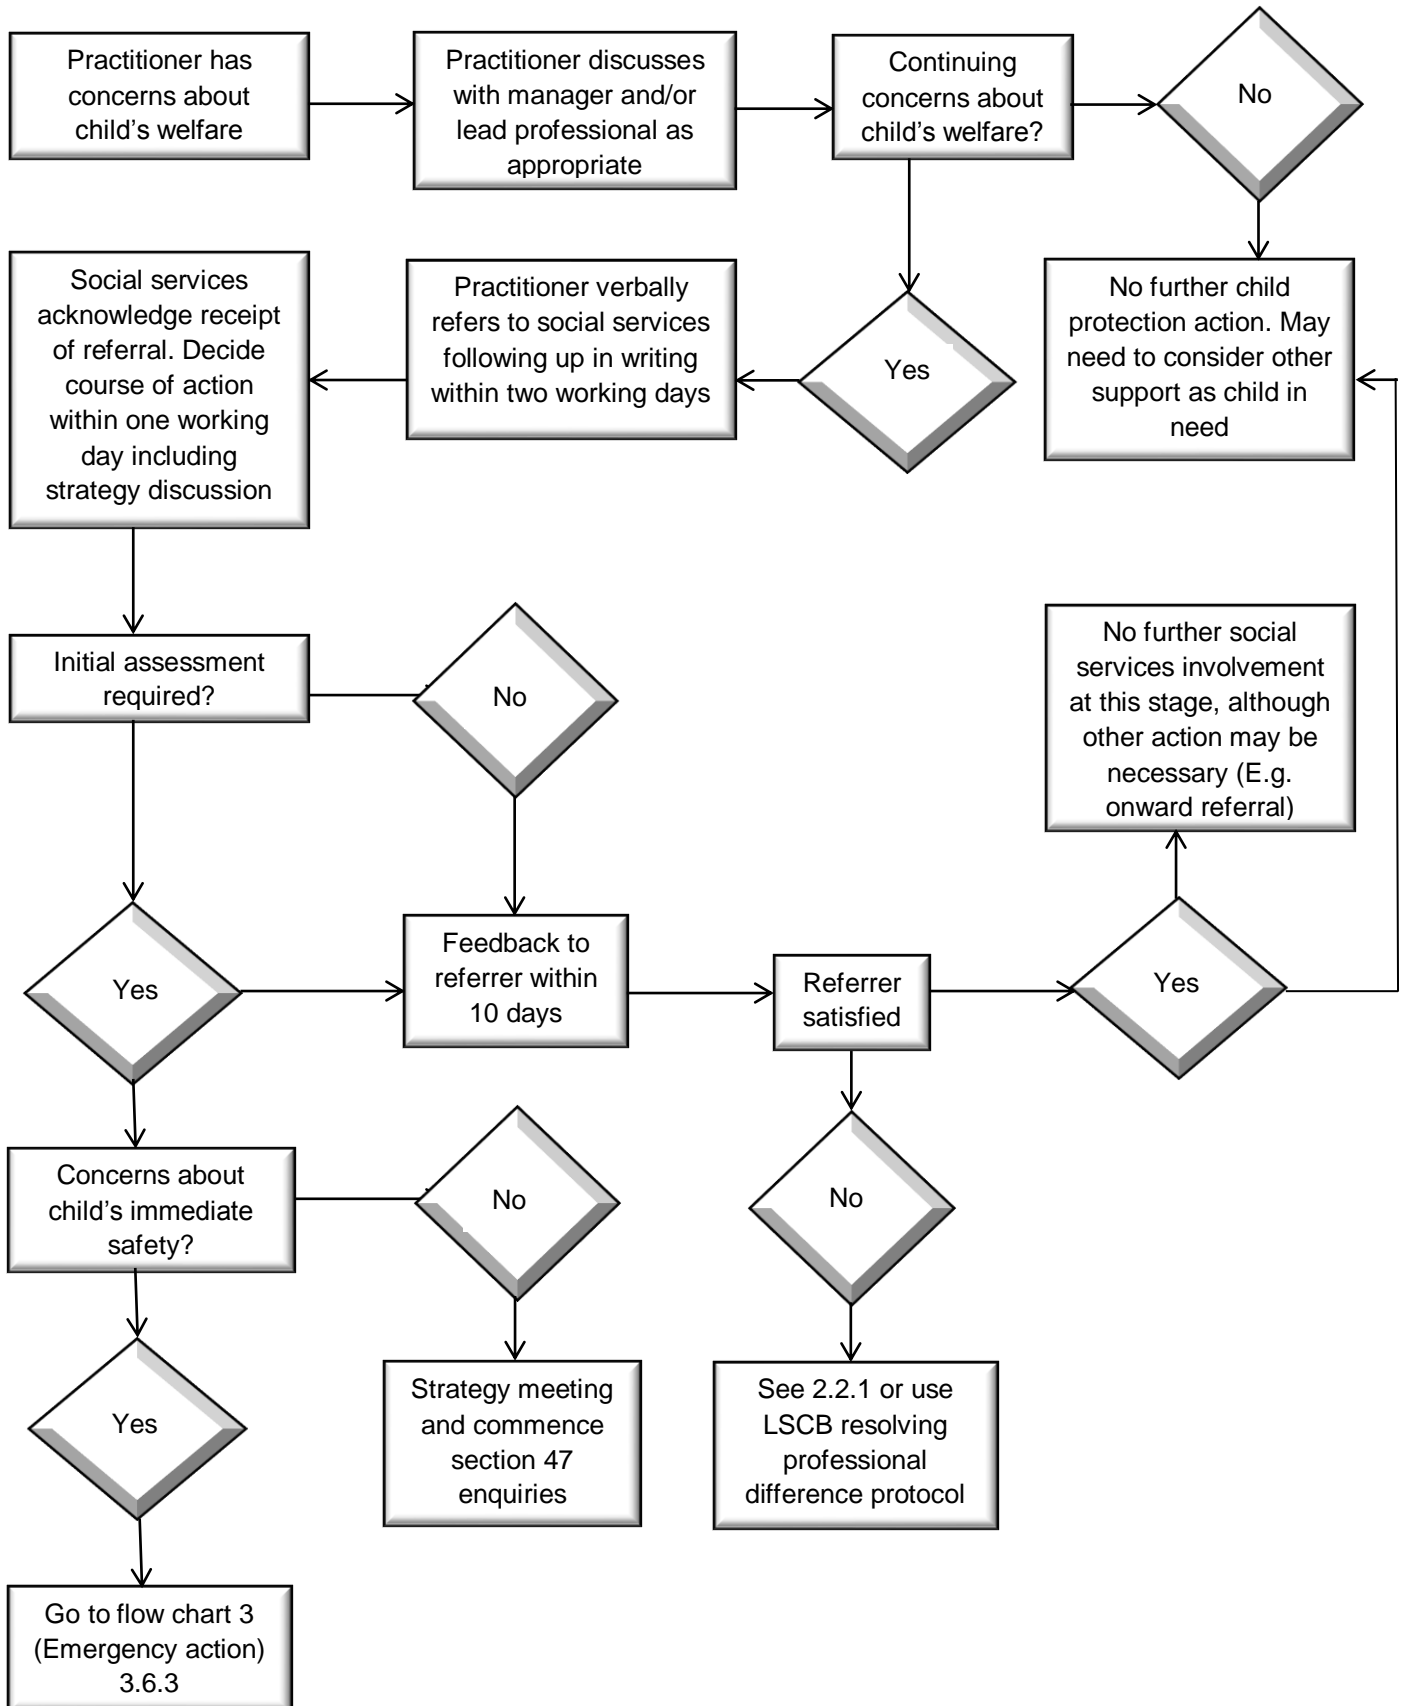 Practitioner has
concerns about
child’s welfare
Practitioner discusses
with manager and/or
lead professional as
appropriate
Continuing
concerns about
child’s welfare?
No
Social services
acknowledge receipt
of referral. Decide
course of action
within one working
day including
strategy discussion
Practitioner verbally
refers to social services
following up in writing
within two working days
Yes
No further child
protection action. May
need to consider other
support as child in
need
Initial assessment
required?
No
No further social
services involvement
at this stage, although
other action may be
necessary (E.g.
onward referral)
Yes
Feedback to
referrer within
10 days
Referrer
satisfied
Yes
Concerns about
child’s immediate
safety?
No
No
Yes
Strategy meeting
and commence
section 47
enquiries
See 2.2.1 or use
LSCB resolving
professional
difference protocol
Go to flow chart 3
(Emergency action)
3.6.3